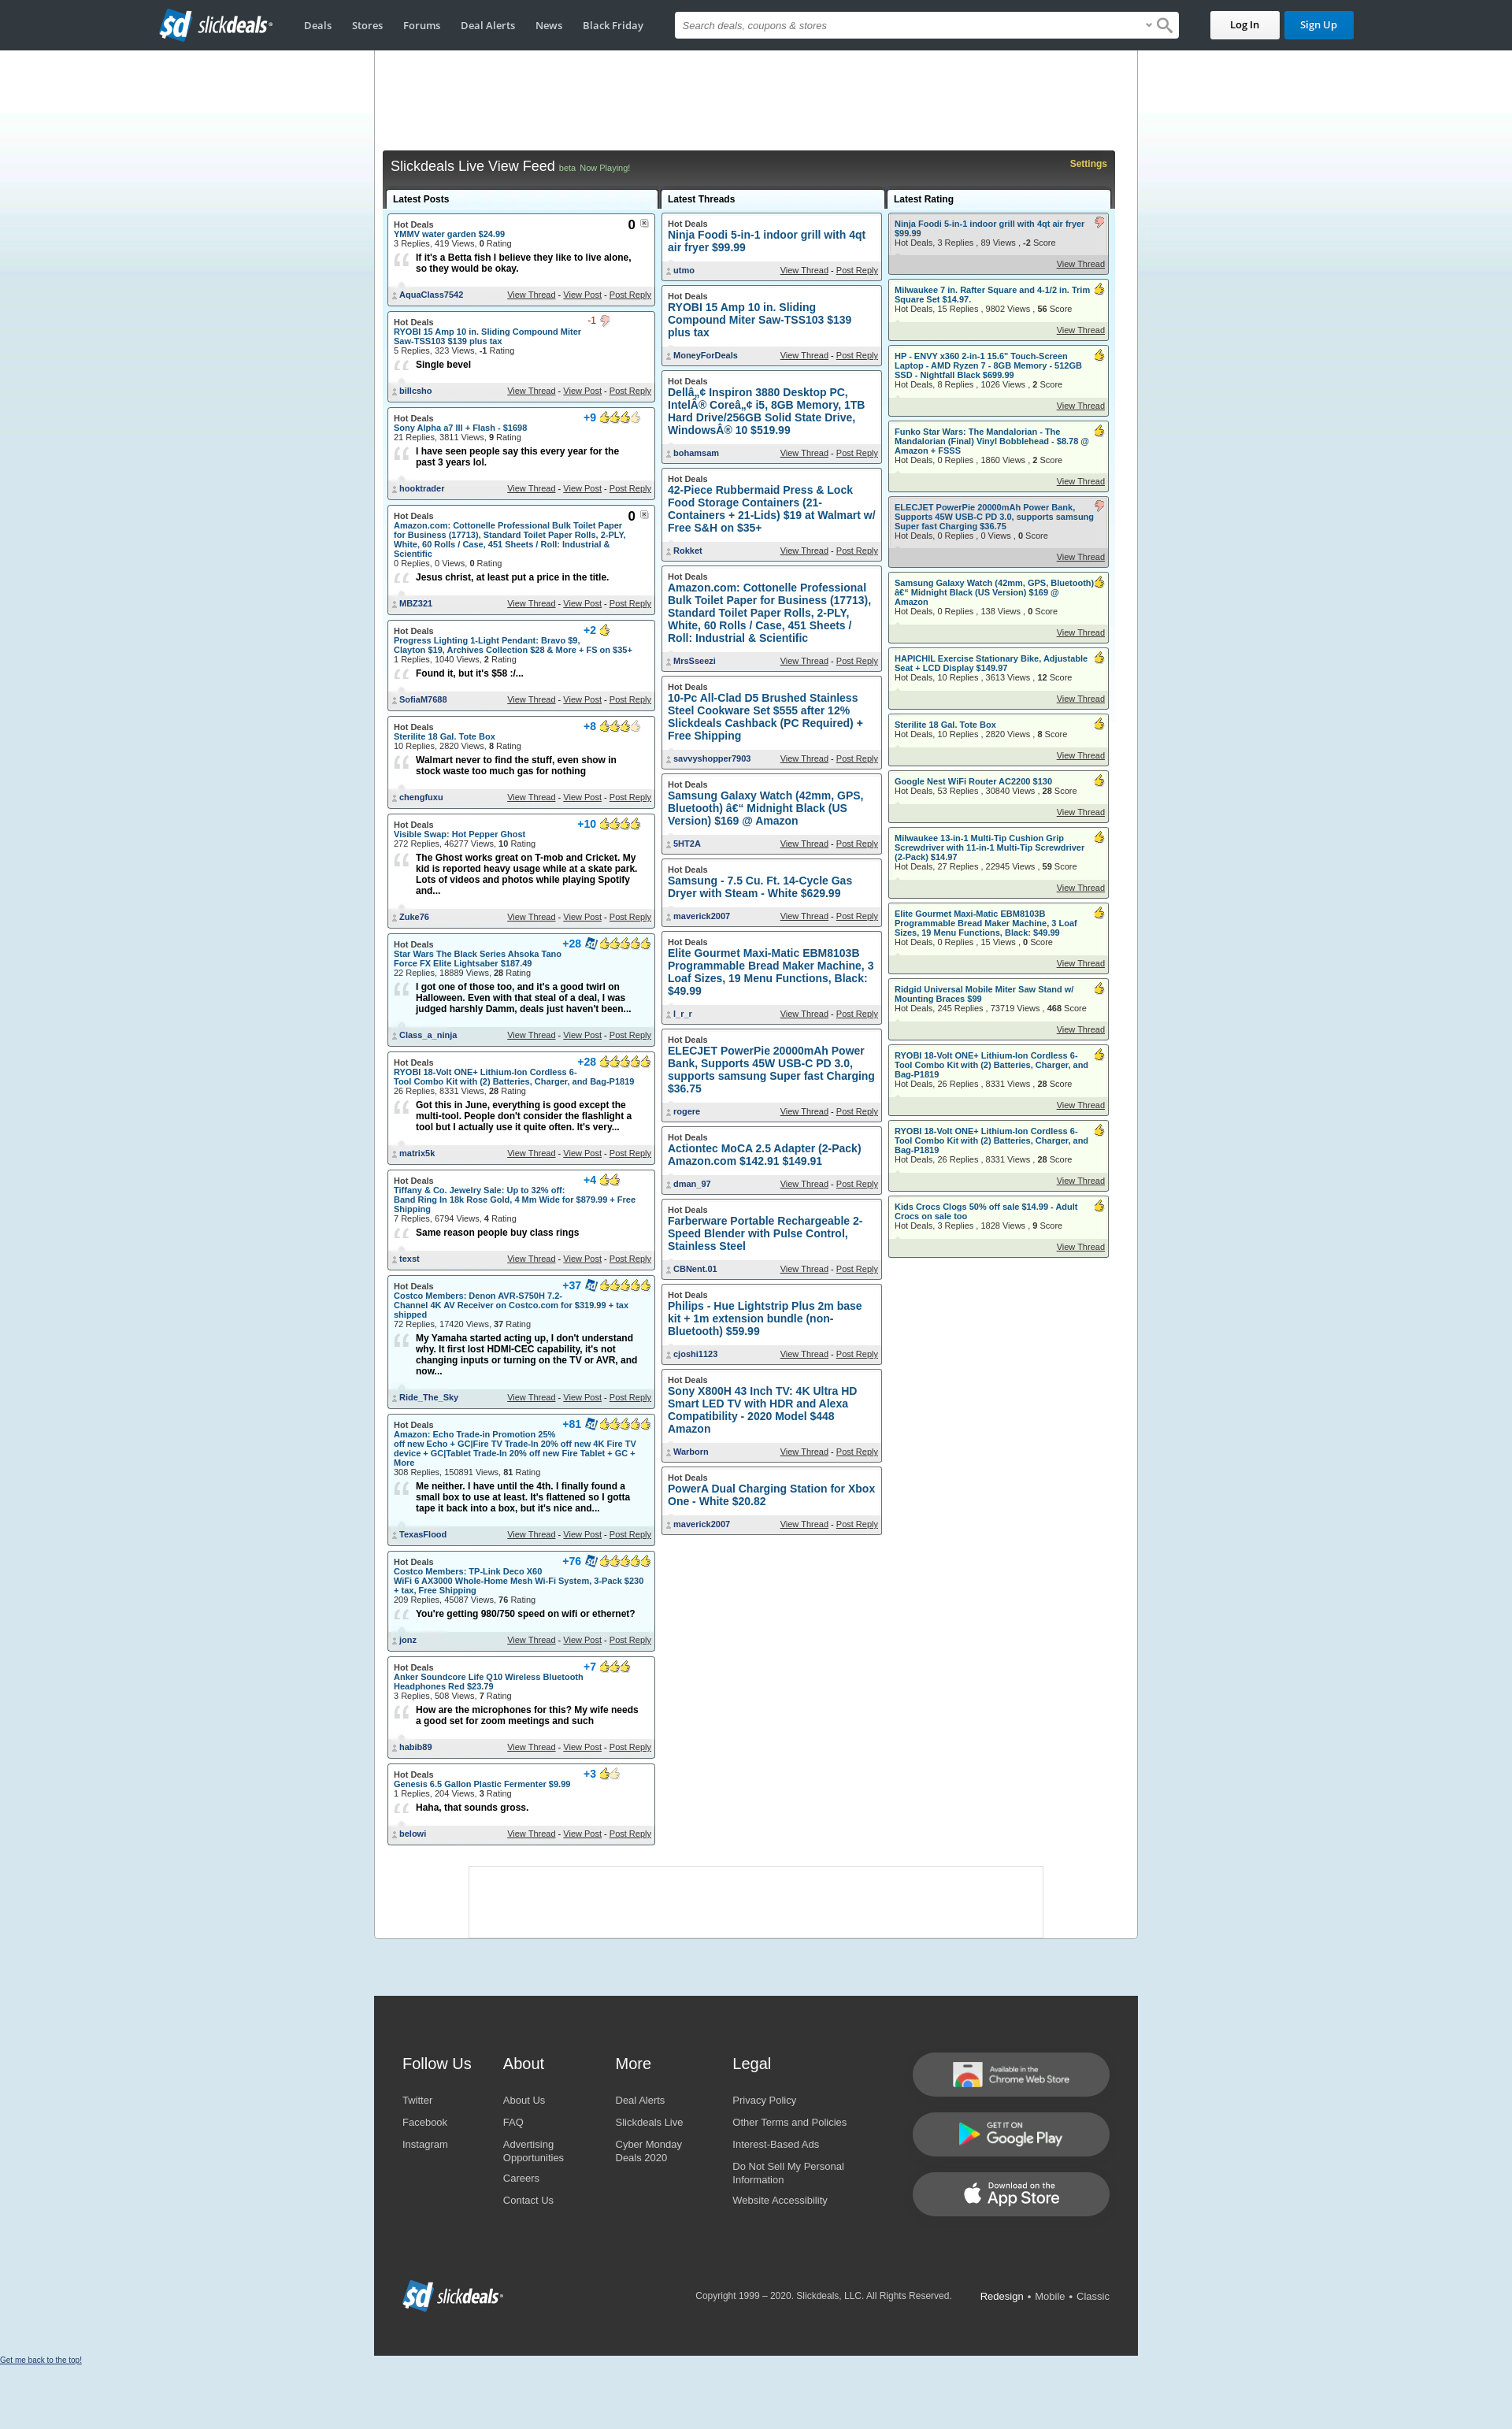 sd slickdeals
Deals Stores Forums Deal Alerts News Black Friday
Search deals, coupons & stores
Log In Sign Up
Slickdeals Live View Feed beta Now Playing!
Settings
Latest Posts
Hot Deals 0
YMMV water garden $24.99
3 Replies, 419 Views, 0 Rating
If it's a Betta fish I believe they like to live alone,
so they would be okay.
AquaClass7542 View Thread - View Post - Post Reply
Hot Deals -1
RYOBI 15 Amp 10 in. Sliding Compound Miter
Saw-TSS103 $139 plus tax
5 Replies, 323 Views, -1 Rating
Single bevel
billcsho View Thread - View Post - Post Reply
Hot Deals +9
Sony Alpha a7 III + Flash - $1698
21 Replies, 3811 Views, 9 Rating
I have seen people say this every year for the
past 3 years lol.
hooktrader View Thread - View Post - Post Reply
Hot Deals 0
Amazon.com: Cottonelle Professional Bulk Toilet Paper
for Business (17713), Standard Toilet Paper Rolls, 2-PLY,
White, 60 Rolls / Case, 451 Sheets / Roll: Industrial &
Scientific
0 Replies, 0 Views, 0 Rating
Jesus christ, at least put a price in the title.
MBZ321 View Thread - View Post - Post Reply
Hot Deals +2
Progress Lighting 1-Light Pendant: Bravo $9,
Clayton $19, Archives Collection $28 & More + FS on $35+
1 Replies, 1040 Views, 2 Rating
Found it, but it's $58 :/...
SofiaM7688 View Thread - View Post - Post Reply
Hot Deals +8
Sterilite 18 Gal. Tote Box
10 Replies, 2820 Views, 8 Rating
Walmart never to find the stuff, even show in
stock waste too much gas for nothing
chengfuxu View Thread - View Post - Post Reply
Hot Deals +10
Visible Swap: Hot Pepper Ghost
272 Replies, 46277 Views, 10 Rating
The Ghost works great on T-mob and Cricket. My
kid is reported heavy usage while at a skate park.
Lots of videos and photos while playing Spotify
and...
Zuke76 View Thread - View Post - Post Reply
Hot Deals +28
Star Wars The Black Series Ahsoka Tano
Force FX Elite Lightsaber $187.49
22 Replies, 18889 Views, 28 Rating
I got one of those too, and it's a good twirl on
Halloween. Even with that steal of a deal, I was
judged harshly Damm, deals just haven't been...
Class_a_ninja View Thread - View Post - Post Reply
Hot Deals +28
RYOBI 18-Volt ONE+ Lithium-Ion Cordless 6-
Tool Combo Kit with (2) Batteries, Charger, and Bag-P1819
26 Replies, 8331 Views, 28 Rating
Got this in June, everything is good except the
multi-tool. People don't consider the flashlight a
tool but I actually use it quite often. It's very...
matrix5k View Thread - View Post - Post Reply
Hot Deals +4
Tiffany & Co. Jewelry Sale: Up to 32% off:
Band Ring In 18k Rose Gold, 4 Mm Wide for $879.99 + Free
Shipping
7 Replies, 6794 Views, 4 Rating
Same reason people buy class rings
texst View Thread - View Post - Post Reply
Hot Deals +37
Costco Members: Denon AVR-S750H 7.2-
Channel 4K AV Receiver on Costco.com for $319.99 + tax
shipped
72 Replies, 17420 Views, 37 Rating
My Yamaha started acting up, I don't understand
why. It first lost HDMI-CEC capability, it's not
changing inputs or turning on the TV or AVR, and
now...
Ride_The_Sky View Thread - View Post - Post Reply
Hot Deals +81
Amazon: Echo Trade-in Promotion 25%
off new Echo + GC|Fire TV Trade-In 20% off new 4K Fire TV
device + GC|Tablet Trade-In 20% off new Fire Tablet + GC +
More
308 Replies, 150891 Views, 81 Rating
Me neither. I have until the 4th. I finally found a
small box to use at least. It's flattened so I gotta
tape it back into a box, but it's nice and...
TexasFlood View Thread - View Post - Post Reply
Hot Deals +76
Costco Members: TP-Link Deco X60
WiFi 6 AX3000 Whole-Home Mesh Wi-Fi System, 3-Pack $230
+ tax, Free Shipping
209 Replies, 45087 Views, 76 Rating
You're getting 980/750 speed on wifi or ethernet?
jonz View Thread - View Post - Post Reply
Hot Deals +7
Anker Soundcore Life Q10 Wireless Bluetooth
Headphones Red $23.79
3 Replies, 508 Views, 7 Rating
How are the microphones for this? My wife needs
a good set for zoom meetings and such
habib89 View Thread - View Post - Post Reply
Hot Deals +3
Genesis 6.5 Gallon Plastic Fermenter $9.99
1 Replies, 204 Views, 3 Rating
Haha, that sounds gross.
belowi View Thread - View Post - Post Reply
Latest Threads
Hot Deals
Ninja Foodi 5-in-1 indoor grill with 4qt
air fryer $99.99
utmo View Thread - Post Reply
Hot Deals
RYOBI 15 Amp 10 in. Sliding
Compound Miter Saw-TSS103 $139
plus tax
MoneyForDeals View Thread - Post Reply
Hot Deals
Dellâ„¢ Inspiron 3880 Desktop PC,
IntelÂ® Coreâ„¢ i5, 8GB Memory, 1TB
Hard Drive/256GB Solid State Drive,
WindowsÂ® 10 $519.99
bohamsam View Thread - Post Reply
Hot Deals
42-Piece Rubbermaid Press & Lock
Food Storage Containers (21-
Containers + 21-Lids) $19 at Walmart w/
Free S&H on $35+
Rokket View Thread - Post Reply
Hot Deals
Amazon.com: Cottonelle Professional
Bulk Toilet Paper for Business (17713),
Standard Toilet Paper Rolls, 2-PLY,
White, 60 Rolls / Case, 451 Sheets /
Roll: Industrial & Scientific
MrsSseezi View Thread - Post Reply
Hot Deals
10-Pc All-Clad D5 Brushed Stainless
Steel Cookware Set $555 after 12%
Slickdeals Cashback (PC Required) +
Free Shipping
savvyshopper7903 View Thread - Post Reply
Hot Deals
Samsung Galaxy Watch (42mm, GPS,
Bluetooth) â€“ Midnight Black (US
Version) $169 @ Amazon
5HT2A View Thread - Post Reply
Hot Deals
Samsung - 7.5 Cu. Ft. 14-Cycle Gas
Dryer with Steam - White $629.99
maverick2007 View Thread - Post Reply
Hot Deals
Elite Gourmet Maxi-Matic EBM8103B
Programmable Bread Maker Machine, 3
Loaf Sizes, 19 Menu Functions, Black:
$49.99
l_r_r View Thread - Post Reply
Hot Deals
ELECJET PowerPie 20000mAh Power
Bank, Supports 45W USB-C PD 3.0,
supports samsung Super fast Charging
$36.75
rogere View Thread - Post Reply
Hot Deals
Actiontec MoCA 2.5 Adapter (2-Pack)
Amazon.com $142.91 $149.91
dman_97 View Thread - Post Reply
Hot Deals
Farberware Portable Rechargeable 2-
Speed Blender with Pulse Control,
Stainless Steel
CBNent.01 View Thread - Post Reply
Hot Deals
Philips - Hue Lightstrip Plus 2m base
kit + 1m extension bundle (non-
Bluetooth) $59.99
cjoshi1123 View Thread - Post Reply
Hot Deals
Sony X800H 43 Inch TV: 4K Ultra HD
Smart LED TV with HDR and Alexa
Compatibility - 2020 Model $448
Amazon
Warborn View Thread - Post Reply
Hot Deals
PowerA Dual Charging Station for Xbox
One - White $20.82
maverick2007 View Thread - Post Reply
Latest Rating
Ninja Foodi 5-in-1 indoor grill with 4qt air fryer
$99.99
Hot Deals, 3 Replies , 89 Views , -2 Score
View Thread
Milwaukee 7 in. Rafter Square and 4-1/2 in. Trim
Square Set $14.97.
Hot Deals, 15 Replies , 9802 Views , 56 Score
View Thread
HP - ENVY x360 2-in-1 15.6" Touch-Screen
Laptop - AMD Ryzen 7 - 8GB Memory - 512GB
SSD - Nightfall Black $699.99
Hot Deals, 8 Replies , 1026 Views , 2 Score
View Thread
Funko Star Wars: The Mandalorian - The
Mandalorian (Final) Vinyl Bobblehead - $8.78 @
Amazon + FSSS
Hot Deals, 0 Replies , 1860 Views , 2 Score
View Thread
ELECJET PowerPie 20000mAh Power Bank,
Supports 45W USB-C PD 3.0, supports samsung
Super fast Charging $36.75
Hot Deals, 0 Replies , 0 Views , 0 Score
View Thread
Samsung Galaxy Watch (42mm, GPS, Bluetooth)
â€“ Midnight Black (US Version) $169 @
Amazon
Hot Deals, 0 Replies , 138 Views , 0 Score
View Thread
HAPICHIL Exercise Stationary Bike, Adjustable
Seat + LCD Display $149.97
Hot Deals, 10 Replies , 3613 Views , 12 Score
View Thread
Sterilite 18 Gal. Tote Box
Hot Deals, 10 Replies , 2820 Views , 8 Score
View Thread
Google Nest WiFi Router AC2200 $130
Hot Deals, 53 Replies , 30840 Views , 28 Score
View Thread
Milwaukee 13-in-1 Multi-Tip Cushion Grip
Screwdriver with 11-in-1 Multi-Tip Screwdriver
(2-Pack) $14.97
Hot Deals, 27 Replies , 22945 Views , 59 Score
View Thread
Elite Gourmet Maxi-Matic EBM8103B
Programmable Bread Maker Machine, 3 Loaf
Sizes, 19 Menu Functions, Black: $49.99
Hot Deals, 0 Replies , 15 Views , 0 Score
View Thread
Ridgid Universal Mobile Miter Saw Stand w/
Mounting Braces $99
Hot Deals, 245 Replies , 73719 Views , 468 Score
View Thread
RYOBI 18-Volt ONE+ Lithium-Ion Cordless 6-
Tool Combo Kit with (2) Batteries, Charger, and
Bag-P1819
Hot Deals, 26 Replies , 8331 Views , 28 Score
View Thread
RYOBI 18-Volt ONE+ Lithium-Ion Cordless 6-
Tool Combo Kit with (2) Batteries, Charger, and
Bag-P1819
Hot Deals, 26 Replies , 8331 Views , 28 Score
View Thread
Kids Crocs Clogs 50% off sale $14.99 - Adult
Crocs on sale too
Hot Deals, 3 Replies , 1828 Views , 9 Score
View Thread
Follow Us
Twitter
Facebook
Instagram
About
About Us
FAQ
Advertising
Opportunities
Careers
Contact Us
More
Deal Alerts
Slickdeals Live
Cyber Monday
Deals 2020
Legal
Privacy Policy
Other Terms and Policies
Interest-Based Ads
Do Not Sell My Personal
Information
Website Accessibility
Available in the
Chrome Web Store
GET IT ON
Google Play
Download on the
App Store
sd slickdeals
Copyright 1999 – 2020. Slickdeals, LLC. All Rights Reserved.
Redesign • Mobile • Classic
Get me back to the top!